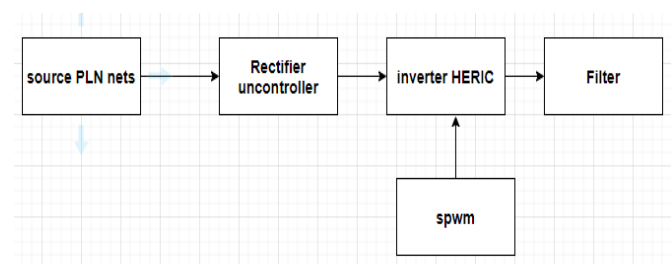 source PLN nets
Rectifier
uncontroller
inverter HERIC
Filter
spwm